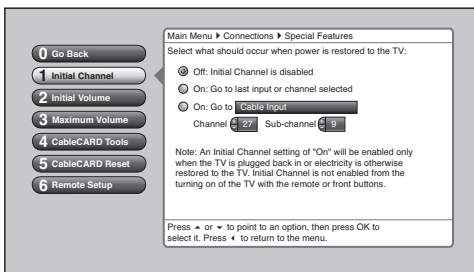 Main Menu ▸ Connections ▸ Special Features
0 Go Back
1 Initial Channel
2 Initial Volume
3 Maximum Volume
4 CableCARD Tools
5 CableCARD Reset
6 Remote Setup
Select what should occur when power is restored to the TV:
Off: Initial Channel is disabled
On: Go to last input or channel selected
On: Go to Cable Input
Channel 27 Sub-channel 9
Note: An Initial Channel setting of "On" will be enabled only
when the TV is plugged back in or electricity is otherwise
restored to the TV. Initial Channel is not enabled from the
turning on of the TV with the remote or front buttons.
Press ▴ or ▾ to point to an option, then press OK to
select it. Press ◂ to return to the menu.